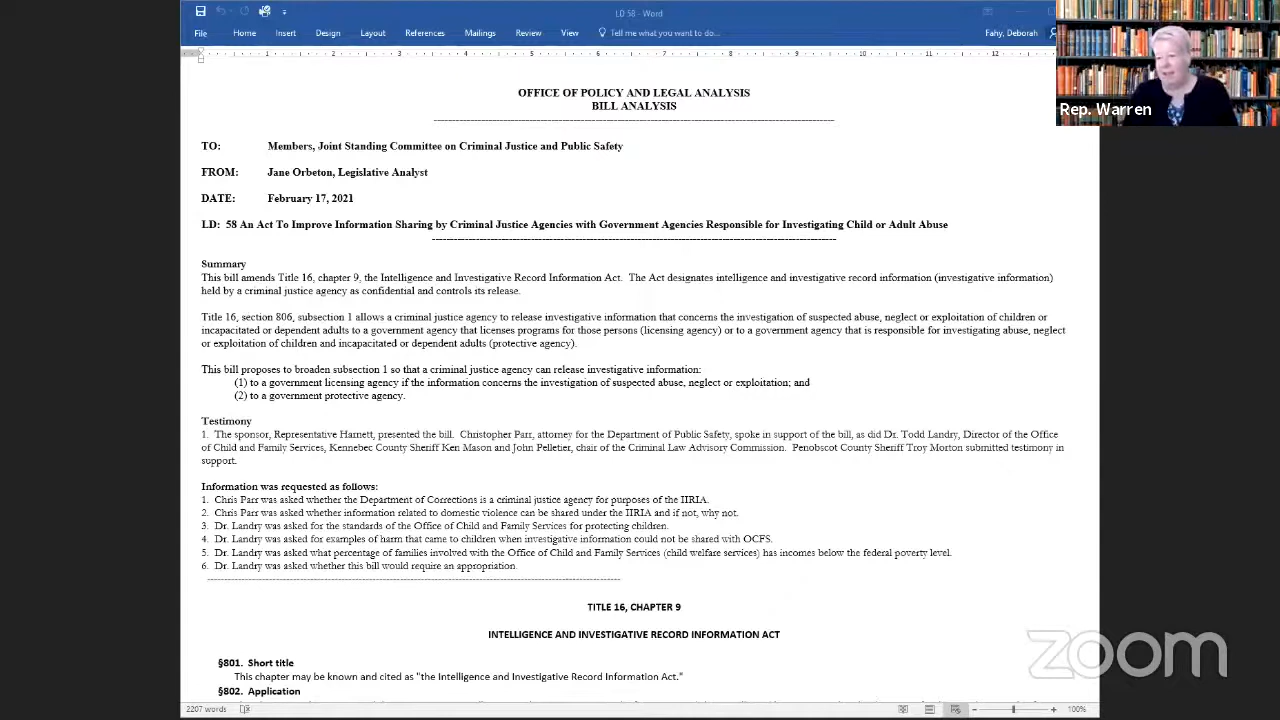 LD 58 - Word
File Home Insert Design Layout References Mailings Review View Tell me what you want to do... Fahy, Deborah
Rep. Warren
OFFICE OF POLICY AND LEGAL ANALYSIS
BILL ANALYSIS
TO: Members, Joint Standing Committee on Criminal Justice and Public Safety
FROM: Jane Orbeton, Legislative Analyst
DATE: February 17, 2021
LD: 58 An Act To Improve Information Sharing by Criminal Justice Agencies with Government Agencies Responsible for Investigating Child or Adult Abuse
Summary
This bill amends Title 16, chapter 9, the Intelligence and Investigative Record Information Act. The Act designates intelligence and investigative record information (investigative information)
held by a criminal justice agency as confidential and controls its release.
Title 16, section 806, subsection 1 allows a criminal justice agency to release investigative information that concerns the investigation of suspected abuse, neglect or exploitation of children or
incapacitated or dependent adults to a government agency that licenses programs for those persons (licensing agency) or to a government agency that is responsible for investigating abuse, neglect
or exploitation of children and incapacitated or dependent adults (protective agency).
This bill proposes to broaden subsection 1 so that a criminal justice agency can release investigative information:
(1) to a government licensing agency if the information concerns the investigation of suspected abuse, neglect or exploitation; and
(2) to a government protective agency.
Testimony
1. The sponsor, Representative Harnett, presented the bill. Christopher Parr, attorney for the Department of Public Safety, spoke in support of the bill, as did Dr. Todd Landry, Director of the Office
of Child and Family Services, Kennebec County Sheriff Ken Mason and John Pelletier, chair of the Criminal Law Advisory Commission. Penobscot County Sheriff Troy Morton submitted testimony in
support.
Information was requested as follows:
1. Chris Parr was asked whether the Department of Corrections is a criminal justice agency for purposes of the IIRIA.
2. Chris Parr was asked whether information related to domestic violence can be shared under the IIRIA and if not, why not.
3. Dr. Landry was asked for the standards of the Office of Child and Family Services for protecting children.
4. Dr. Landry was asked for examples of harm that came to children when investigative information could not be shared with OCFS.
5. Dr. Landry was asked what percentage of families involved with the Office of Child and Family Services (child welfare services) has incomes below the federal poverty level.
6. Dr. Landry was asked whether this bill would require an appropriation.
TITLE 16, CHAPTER 9
INTELLIGENCE AND INVESTIGATIVE RECORD INFORMATION ACT
§801. Short title
This chapter may be known and cited as "the Intelligence and Investigative Record Information Act."
§802. Application
zoom
2207 words 100%